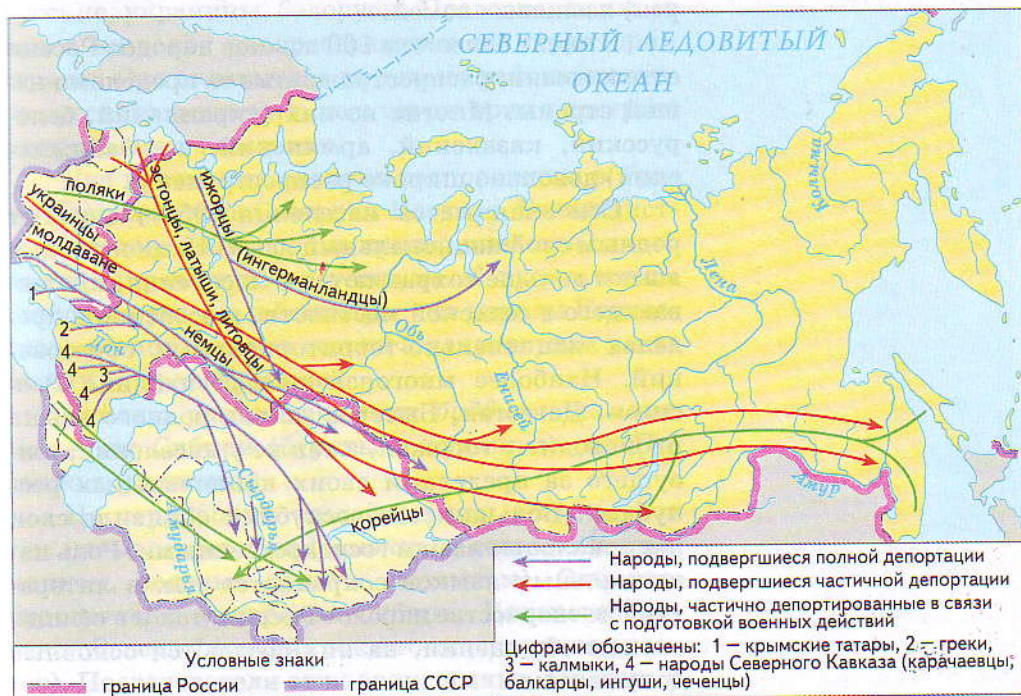 СЕВЕРНЫЙ ЛЕДОВИТЫЙ
ОКЕАН
поляки
украинцы
молдаване
эстонцы, латыши, литовцы
ижорцы
(ингерманландцы)
немцы
корейцы
1
2
4
4
3
4
4
Дон
Обь
Енисей
Лена
Колыма
Амур
Сырдарья
Амударья
Народы, подвергшиеся полной депортации
Народы, подвергшиеся частичной депортации
Народы, частично депортированные в связи
с подготовкой военных действий
Цифрами обозначены: 1 – крымские татары, 2 – греки,
3 – калмыки, 4 – народы Северного Кавказа (карачаевцы;
балкарцы, ингуши, чеченцы)
Условные знаки
граница России
граница СССР